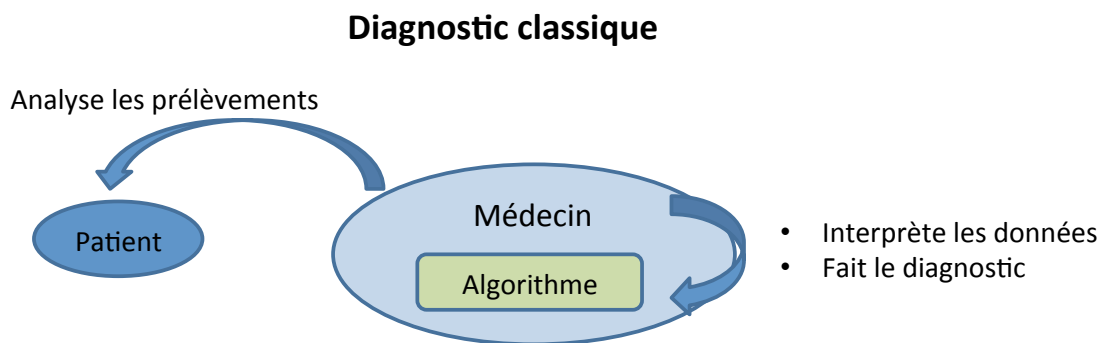 Diagnostic classique
Analyse les prélèvements
Patient
Médecin
Algorithme
• Interprète les données
• Fait le diagnostic